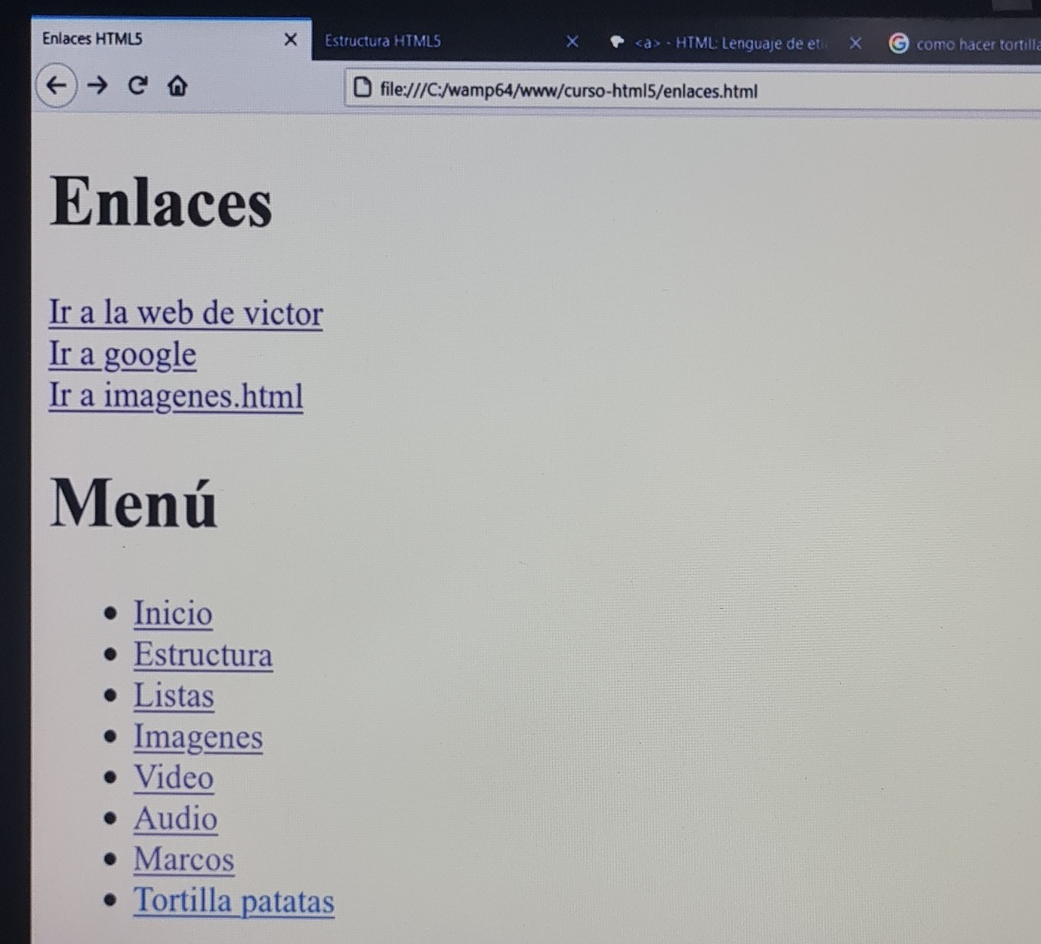 Enlaces HTML5
Estructura HTML5
<a> - HTML: Lenguaje de eti
como hacer tortilla
file:///C:/wamp64/www/curso-html5/enlaces.html
Enlaces
Ir a la web de victor
Ir a google
Ir a imagenes.html
Menú
Inicio
Estructura
Listas
Imagenes
Video
Audio
Marcos
Tortilla patatas